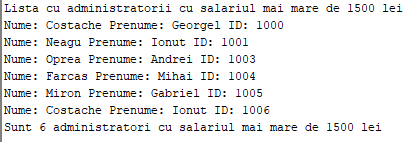 Lista cu administratorii cu salariul mai mare de 1500 lei
Nume: Costache Prenume: Georgel ID: 1000
Nume: Neagu Prenume: Ionut ID: 1001
Nume: Oprea Prenume: Andrei ID: 1003
Nume: Farcas Prenume: Mihai ID: 1004
Nume: Miron Prenume: Gabriel ID: 1005
Nume: Costache Prenume: Ionut ID: 1006
Sunt 6 administratori cu salariul mai mare de 1500 lei